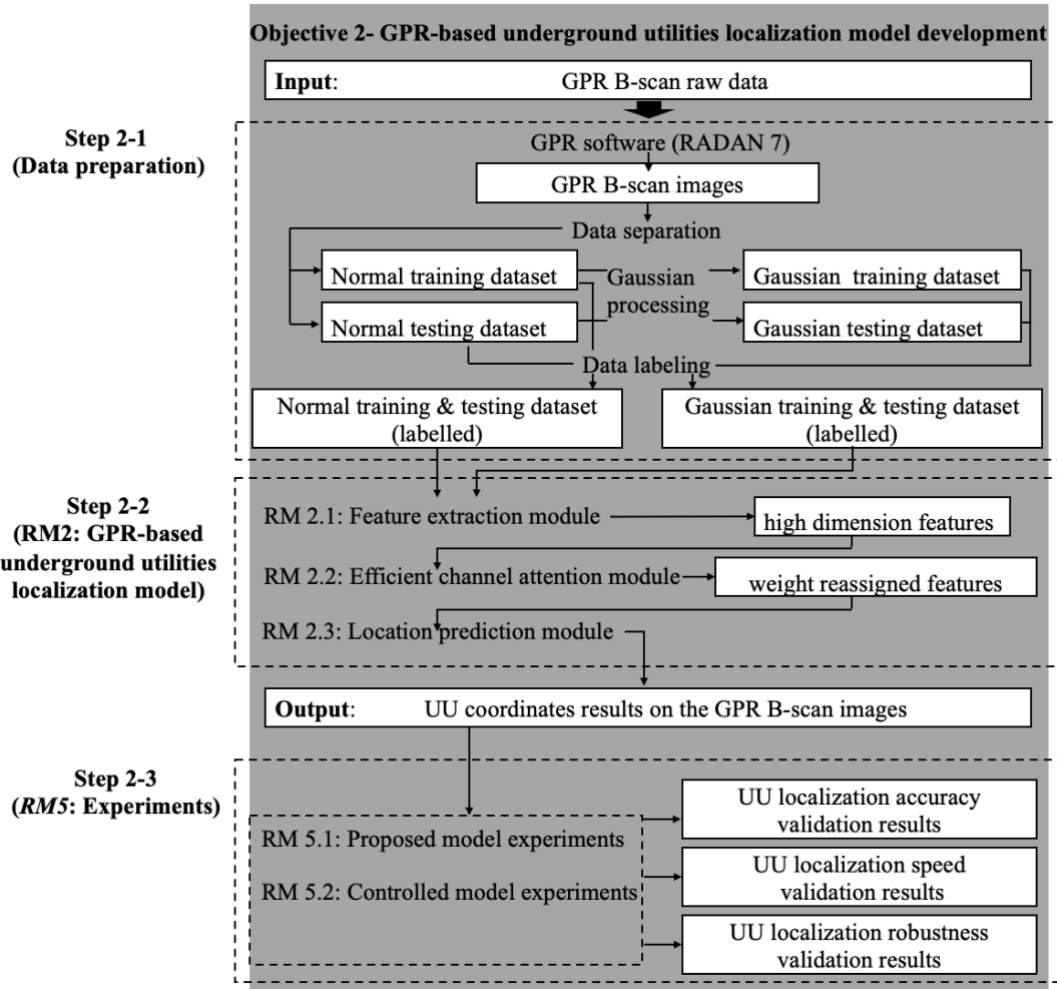 Objective 2- GPR-based underground utilities localization model development
Input: GPR B-scan raw data
Step 2-1
(Data preparation)
GPR software (RADAN 7)
GPR B-scan images
Data separation
Normal training dataset
Gaussian
processing
Gaussian training dataset
Normal testing dataset
Gaussian testing dataset
Data labeling
Normal training & testing dataset
(labelled)
Gaussian training & testing dataset
(labelled)
Step 2-2
(RM2: GPR-based
underground utilities
localization model)
RM 2.1: Feature extraction module
high dimension features
RM 2.2: Efficient channel attention module
weight reassigned features
RM 2.3: Location prediction module
Output: UU coordinates results on the GPR B-scan images
Step 2-3
(RM5: Experiments)
RM 5.1: Proposed model experiments
RM 5.2: Controlled model experiments
UU localization accuracy
validation results
UU localization speed
validation results
UU localization robustness
validation results